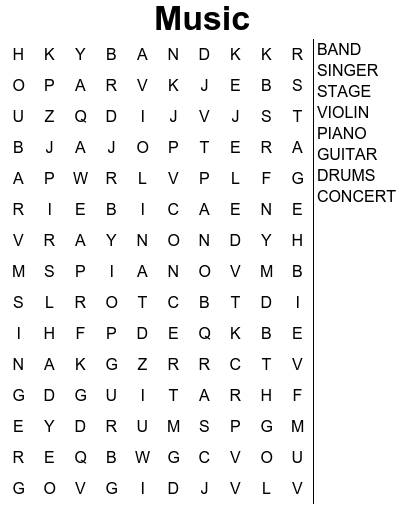 Music
H K Y B A N D K K R
O P A R V K J E B S
U Z Q D I J V J S T
B J A J O P T E R A
A P W R L V P L F G
R I E B I C A E N E
V R A Y N O N D Y H
M S P I A N O V M B
S L R O T C B T D I
I H F P D E Q K B E
N A K G Z R R C T V
G D G U I T A R H F
E Y D R U M S P G M
R E Q B W G C V O U
G O V G I D J V L V
BAND
SINGER
STAGE
VIOLIN
PIANO
GUITAR
DRUMS
CONCERT